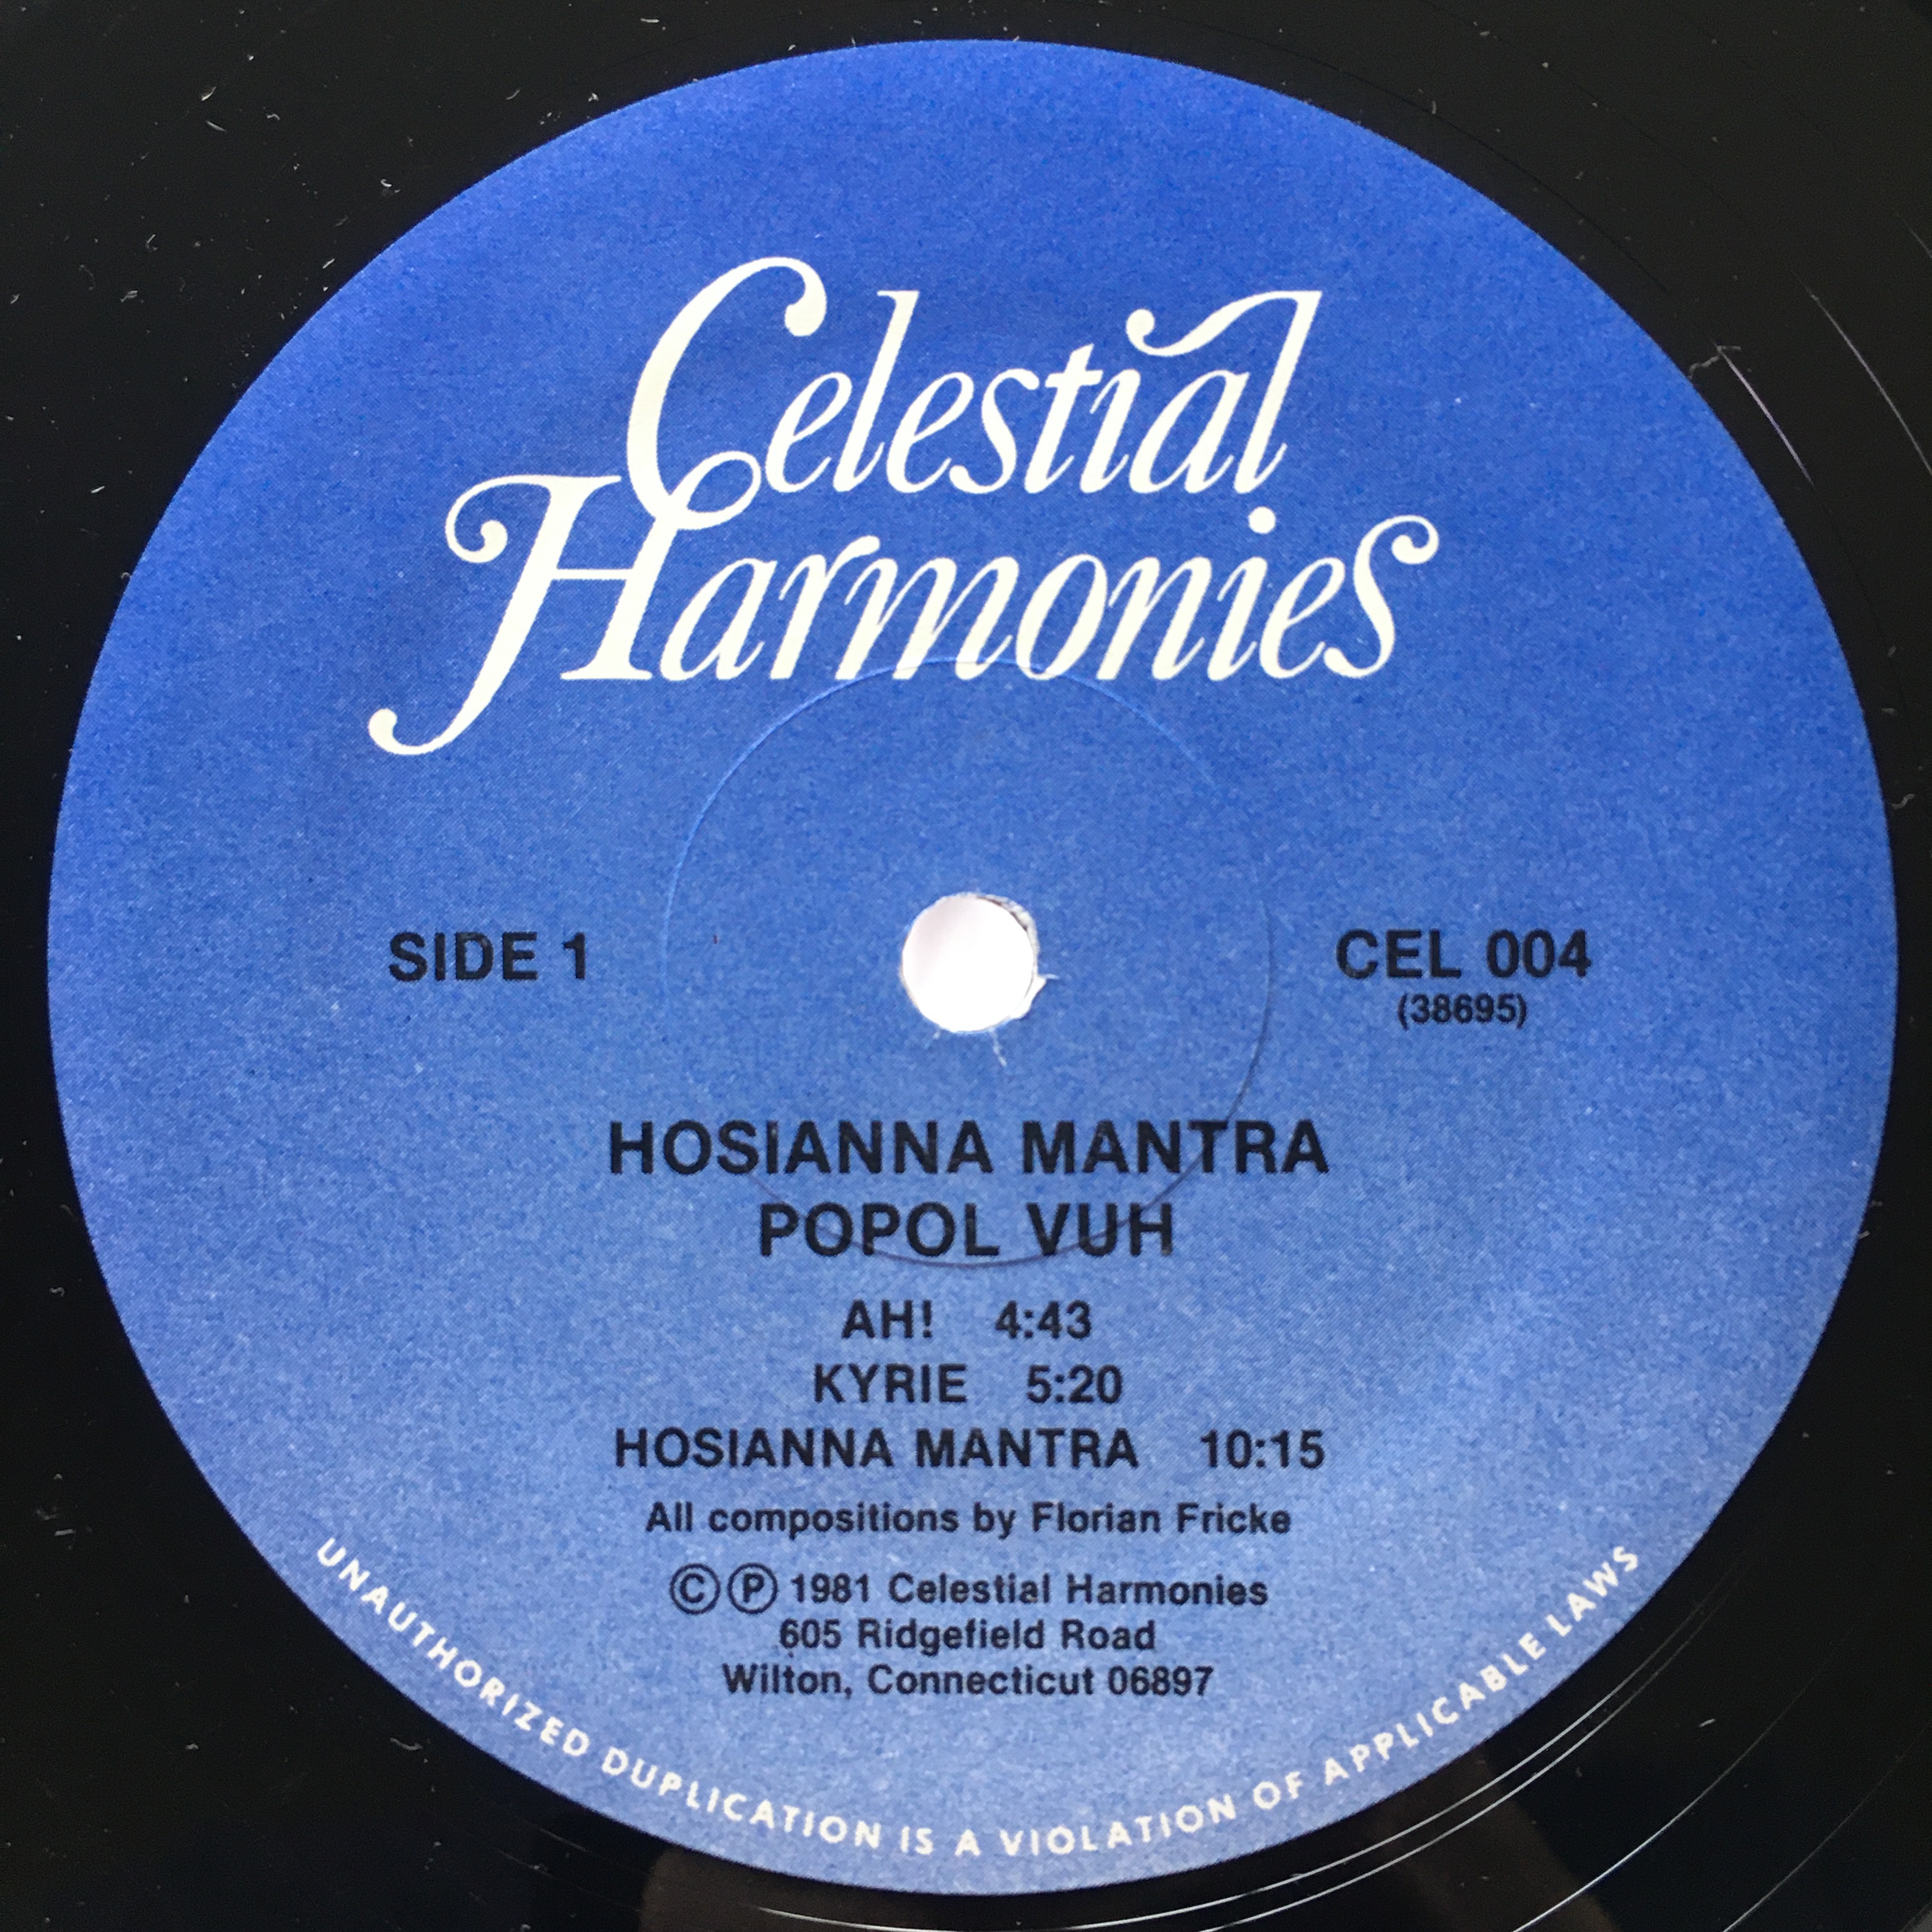 Celestial
Harmonies
SIDE 1
CEL 004
(38695)
HOSIANNA MANTRA
POPOL VUH
AH! 4:43
KYRIE 5:20
HOSIANNA MANTRA 10:15
All compositions by Florian Fricke
©℗ 1981 Celestial Harmonies
605 Ridgefield Road
Wilton, Connecticut 06897
UNAUTHORIZED DUPLICATION IS A VIOLATION OF APPLICABLE LAWS